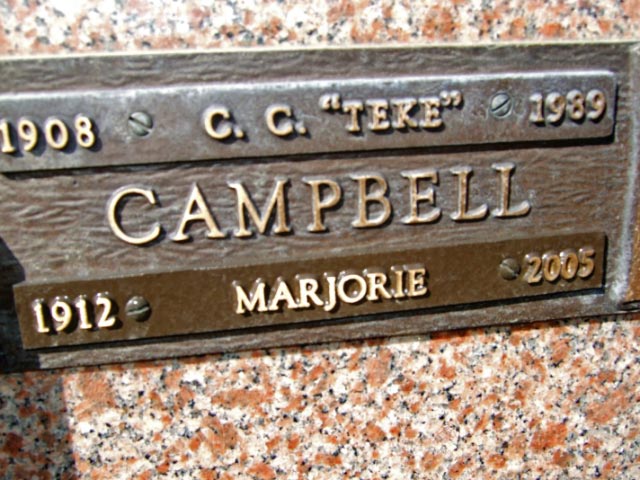 1908 C. C. "TEKE" 1989
CAMPBELL
1912 MARJORIE 2005